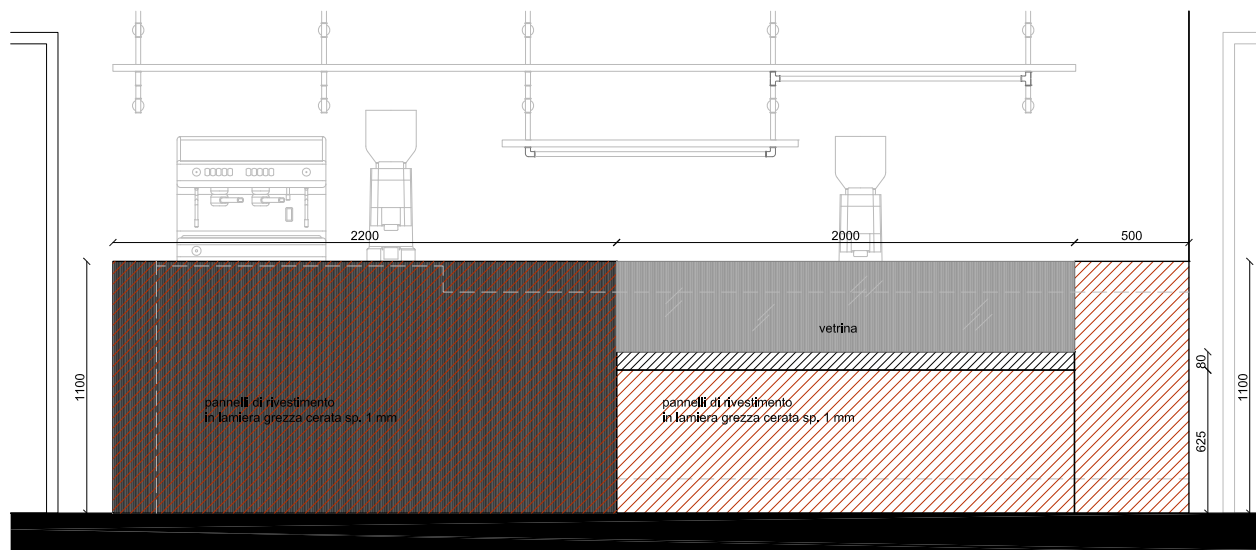 2200
2000
500
vetrina
1100
80
1100
pannelli di rivestimento
in lamiera grezza cerata sp. 1 mm
pannelli di rivestimento
in lamiera grezza cerata sp. 1 mm
625